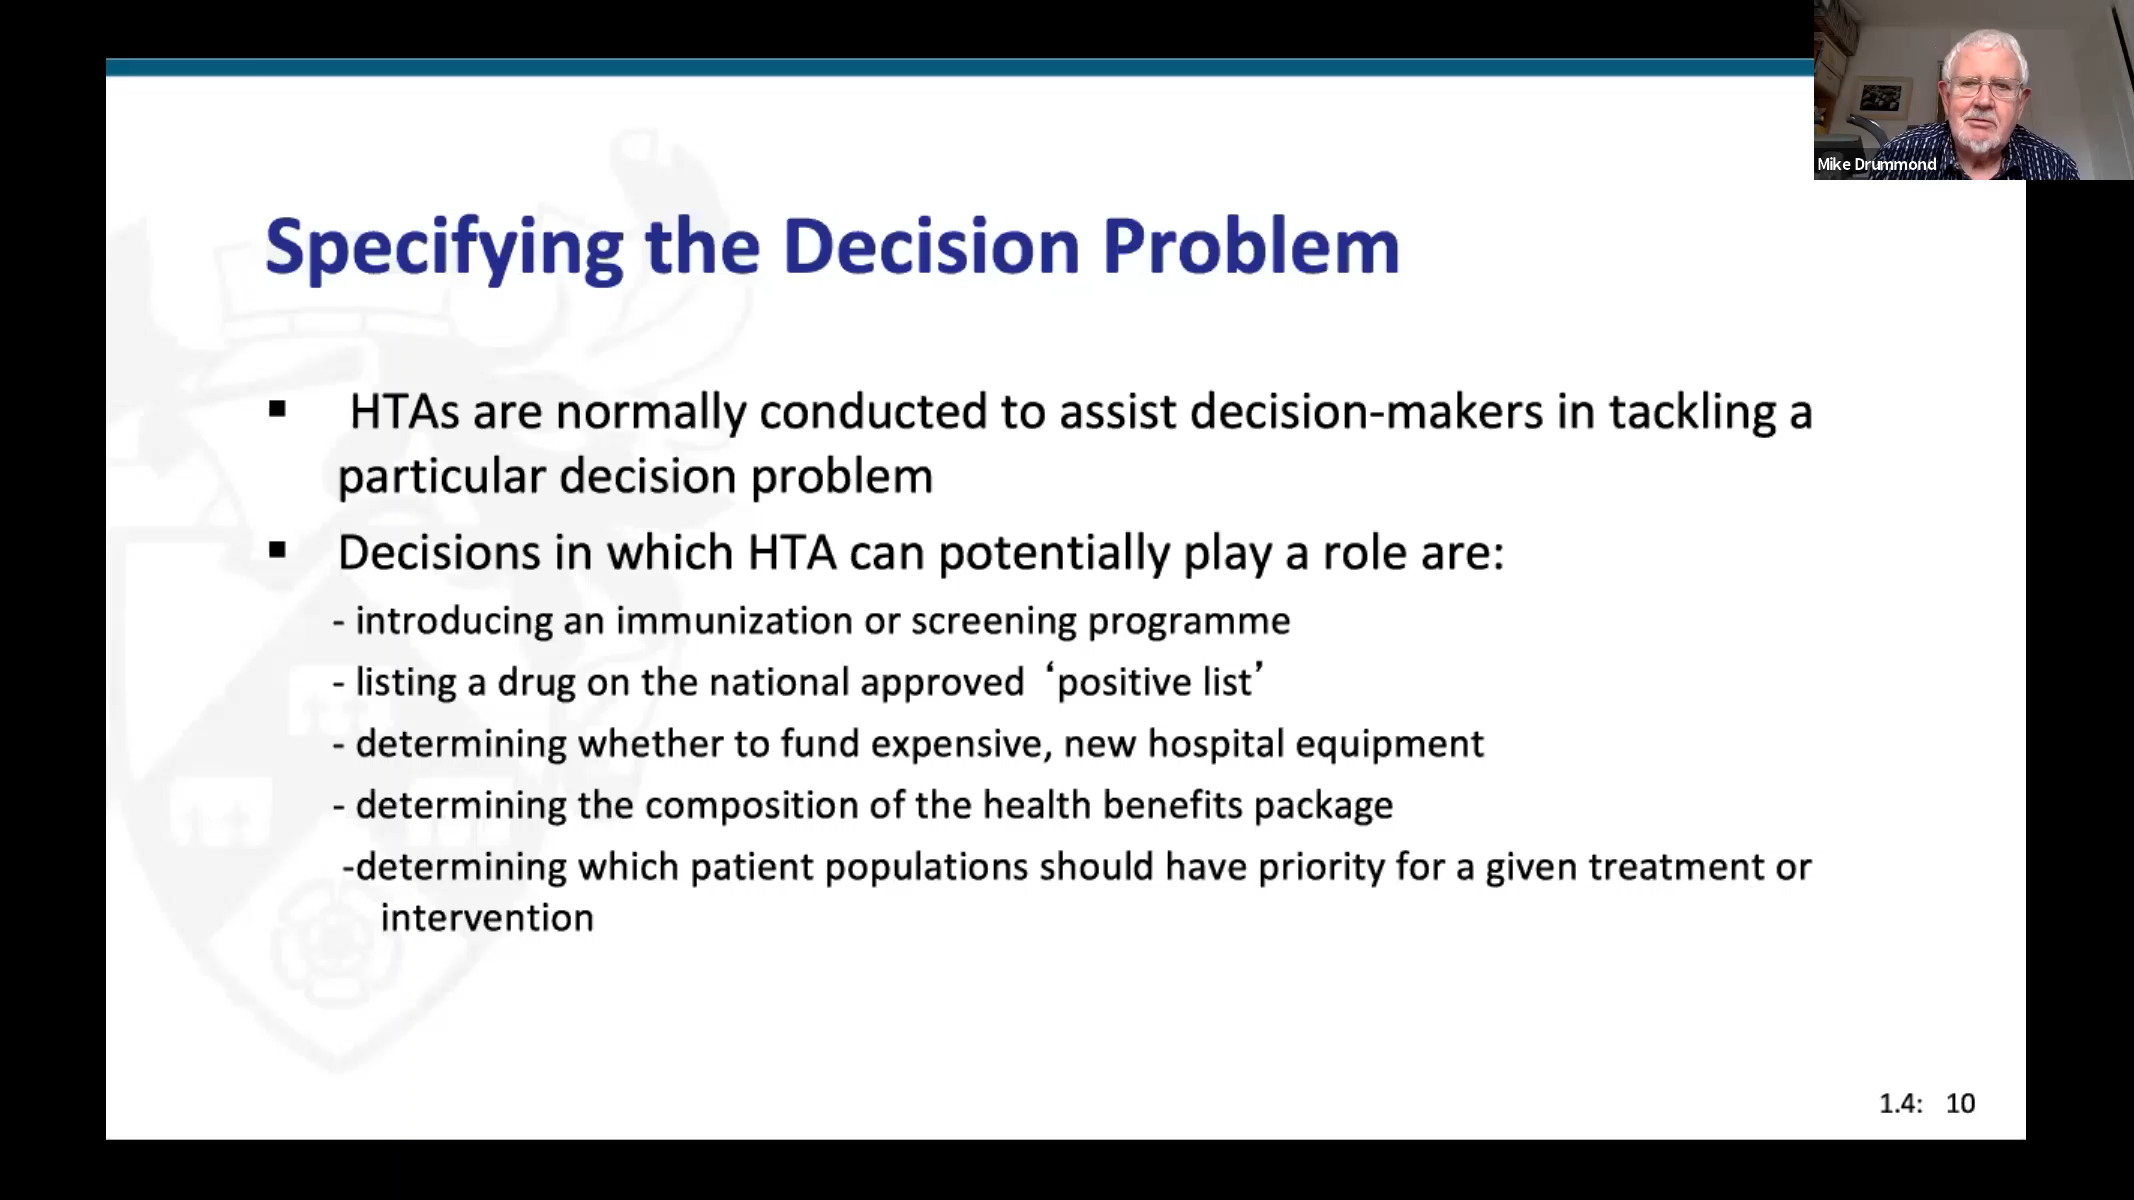 Mike Drummond
Specifying the Decision Problem
▪ HTAs are normally conducted to assist decision-makers in tackling a
particular decision problem
▪ Decisions in which HTA can potentially play a role are:
- introducing an immunization or screening programme
- listing a drug on the national approved ‘positive list’
- determining whether to fund expensive, new hospital equipment
- determining the composition of the health benefits package
-determining which patient populations should have priority for a given treatment or
intervention
1.4: 10